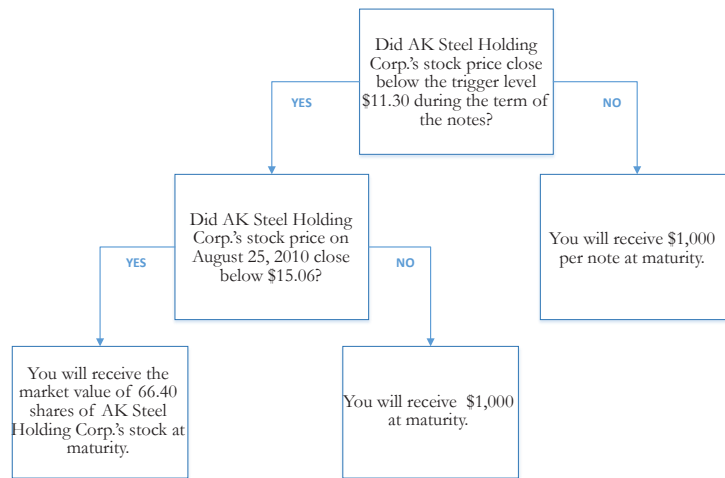 Did AK Steel Holding
Corp.'s stock price close
below the trigger level
$11.30 during the term of
the notes?
YES
NO
Did AK Steel Holding
Corp.'s stock price on
August 25, 2010 close
below $15.06?
You will receive $1,000
per note at maturity.
YES
NO
You will receive the
market value of 66.40
shares of AK Steel
Holding Corp.'s stock at
maturity.
You will receive $1,000
at maturity.